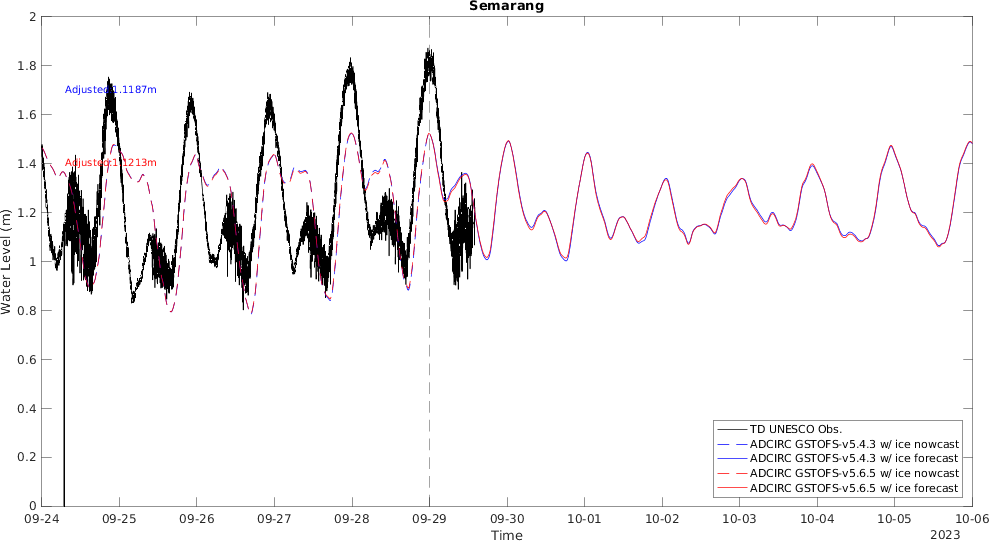 Semarang
Water Level (m)
2
1.8
1.6
1.4
1.2
1
0.8
0.6
0.4
0.2
0
Adjusted:1.1187m
Adjusted:1.1213m
TD UNESCO Obs.
ADCIRC GSTOFS-v5.4.3 w/ ice nowcast
ADCIRC GSTOFS-v5.4.3 w/ ice forecast
ADCIRC GSTOFS-v5.6.5 w/ ice nowcast
ADCIRC GSTOFS-v5.6.5 w/ ice forecast
09-24 09-25 09-26 09-27 09-28 09-29 09-30 10-01 10-02 10-03 10-04 10-05 10-06
Time
2023